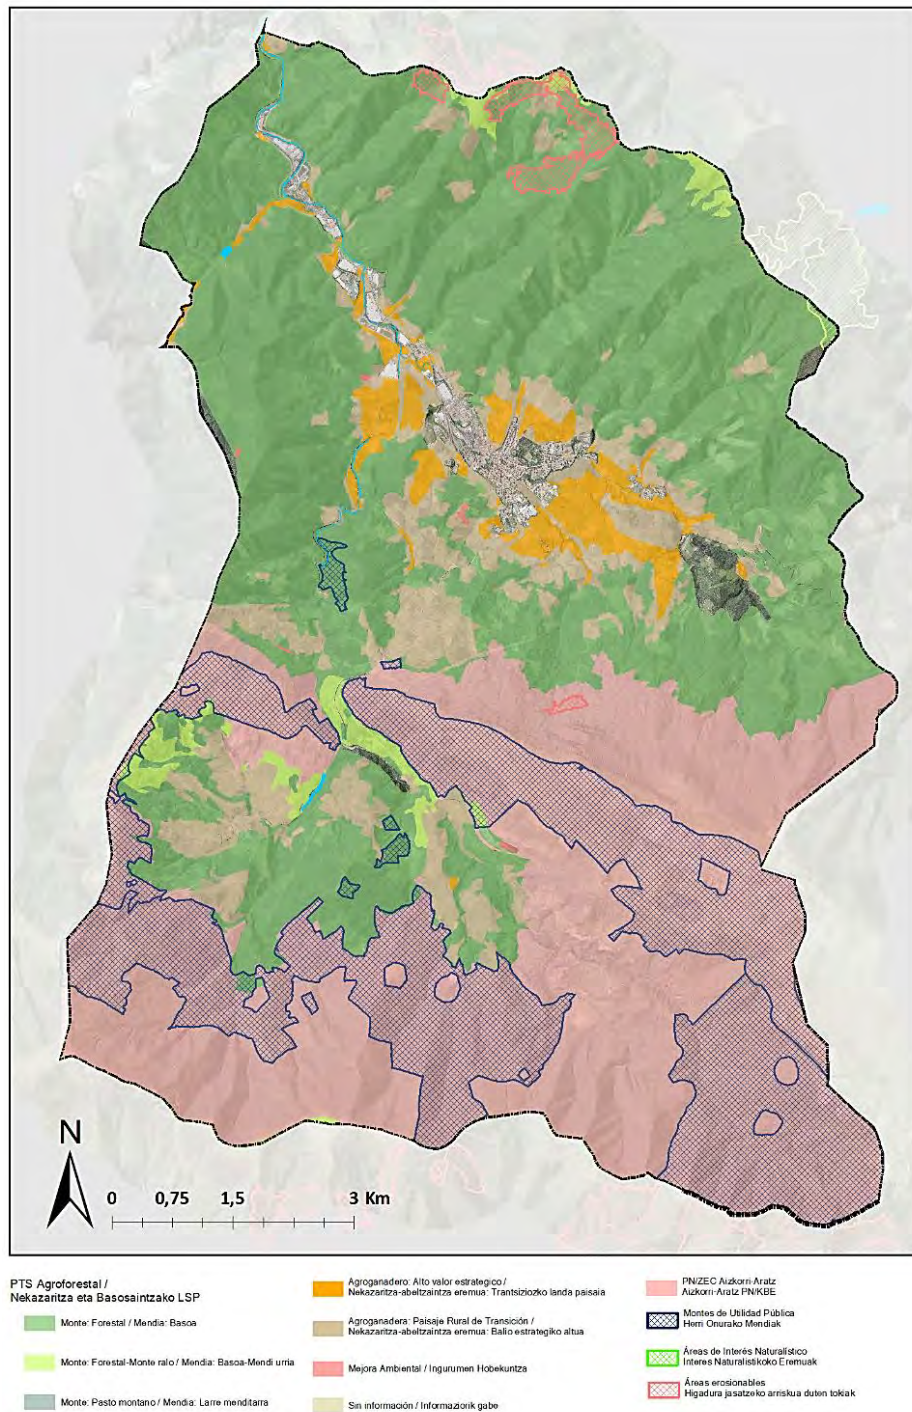 N
0 0,75 1,5 3 Km
PTS Agroforestal /
Nekazaritza eta Basosaintzako LSP
Monte: Forestal / Mendia: Basoa
Monte: Forestal-Monte ralo / Mendia: Basoa-Mendi urria
Monte: Pasto montano / Mendia: Larre menditarra
Agroganadero: Alto valor estrategico /
Nekazaritza-abeltzaintza eremua: Trantsiziozko landa paisaia
Agroganadero: Paisaje Rural de Transición /
Nekazaritza-abeltzaintza eremua: Balio estrategiko altua
Mejora Ambiental / Ingurumen Hobekuntza
Sin información / Informaziorik gabe
PN/ZEC Aizkorri-Aratz
Aizkorri-Aratz PN/KBE
Montes de Utilidad Pública
Herri Onurako Mendiak
Áreas de Interés Naturalístico
Interes Naturalistikoko Eremuak
Áreas erosionables
Higadura jasatzeko arriskua duten tokiak